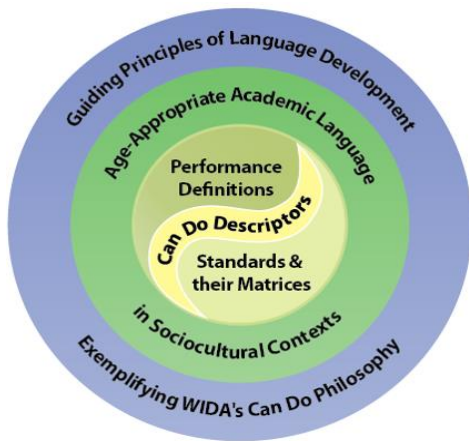 Guiding Principles of Language Development
Age-Appropriate Academic Language
Performance
Definitions
Can Do Descriptors
Standards &
their Matrices
in Sociocultural Contexts
Exemplifying WIDA's Can Do Philosophy